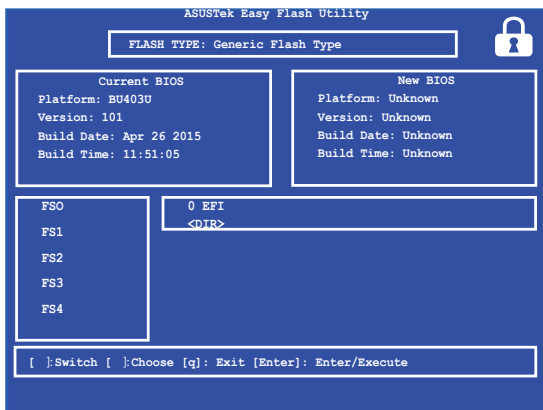 ASUSTek Easy Flash Utility
FLASH TYPE: Generic Flash Type
Current BIOS
Platform: BU403U
Version: 101
Build Date: Apr 26 2015
Build Time: 11:51:05
New BIOS
Platform: Unknown
Version: Unknown
Build Date: Unknown
Build Time: Unknown
FSO
FS1
FS2
FS3
FS4
0 EFI
<DIR>
[ ]:Switch [ ]:Choose [q]: Exit [Enter]: Enter/Execute